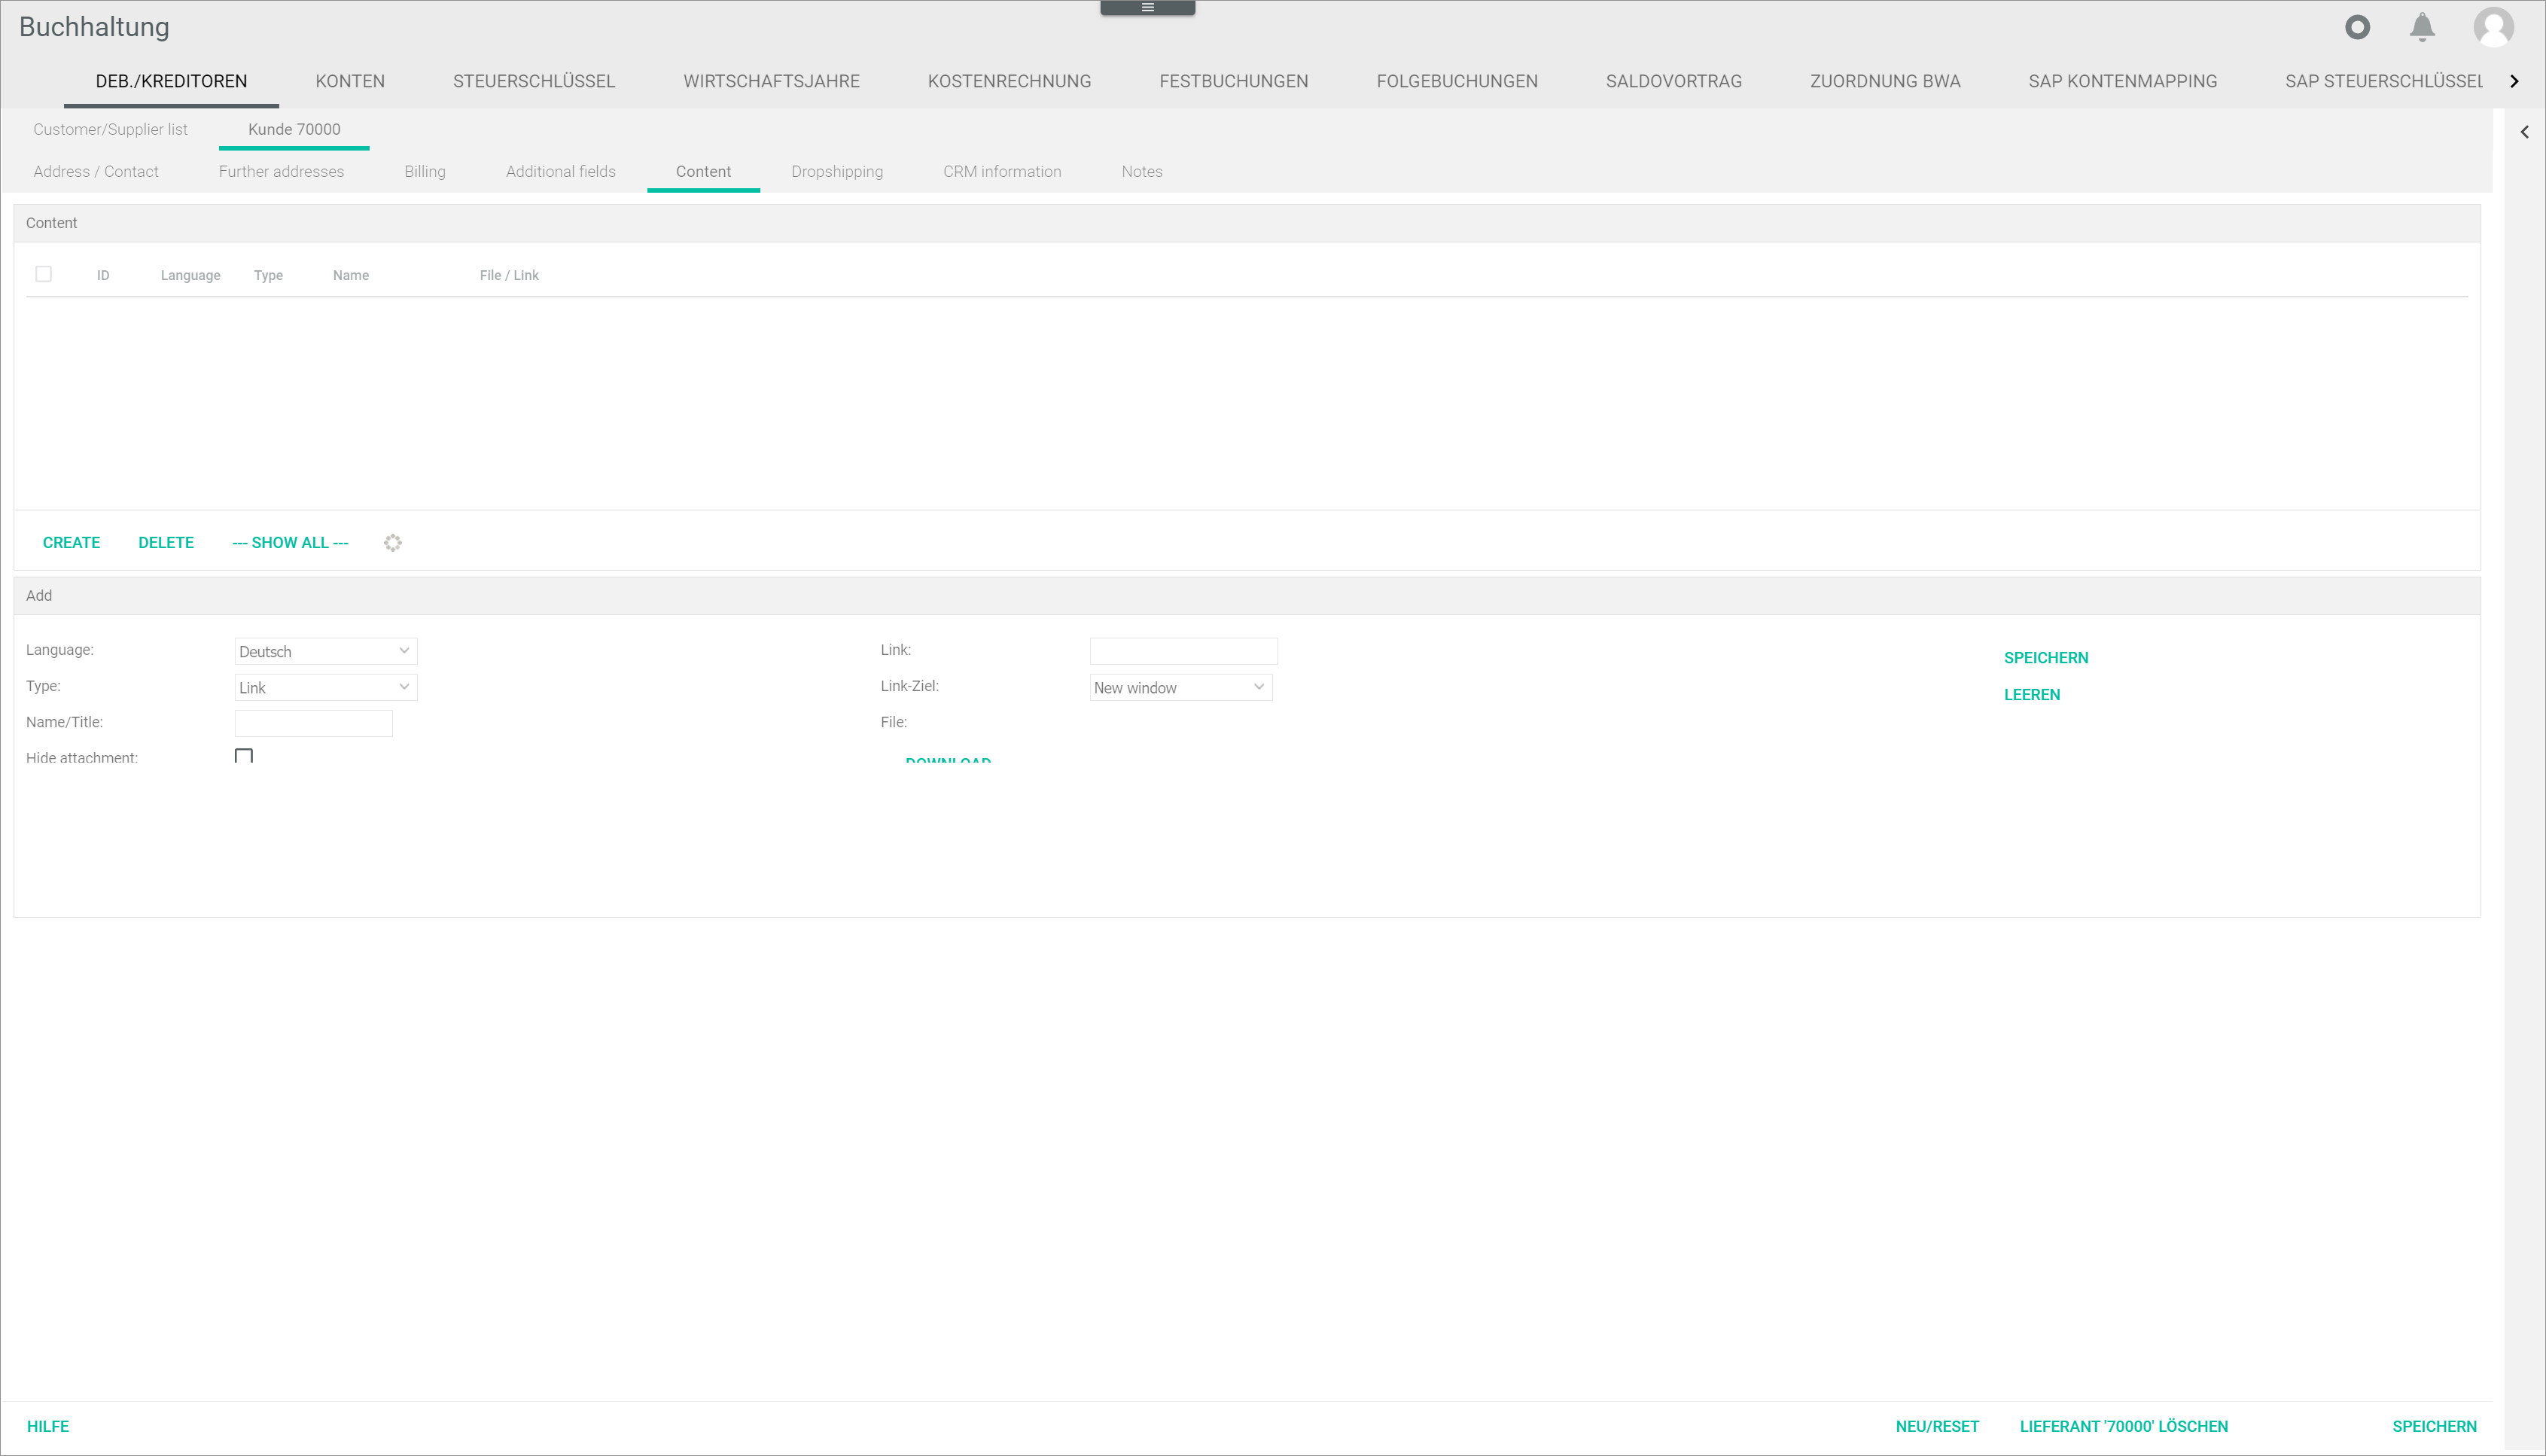 Buchhaltung
DEB./KREDITOREN KONTEN STEUERSCHLÜSSEL WIRTSCHAFTSJAHRE KOSTENRECHNUNG FESTBUCHUNGEN FOLGEBUCHUNGEN SALDOVORTRAG ZUORDNUNG BWA SAP KONTENMAPPING SAP STEUERSCHLÜSSEL
Customer/Supplier list Kunde 70000
Address / Contact Further addresses Billing Additional fields Content Dropshipping CRM information Notes
Content
ID Language Type Name File / Link
CREATE DELETE --- SHOW ALL ---
Add
Language: Deutsch Link: SPEICHERN
Type: Link Link-Ziel: New window LEEREN
Name/Title: File:
Hide attachment: DOWNLOAD
HILFE NEU/RESET LIEFERANT '70000' LÖSCHEN SPEICHERN